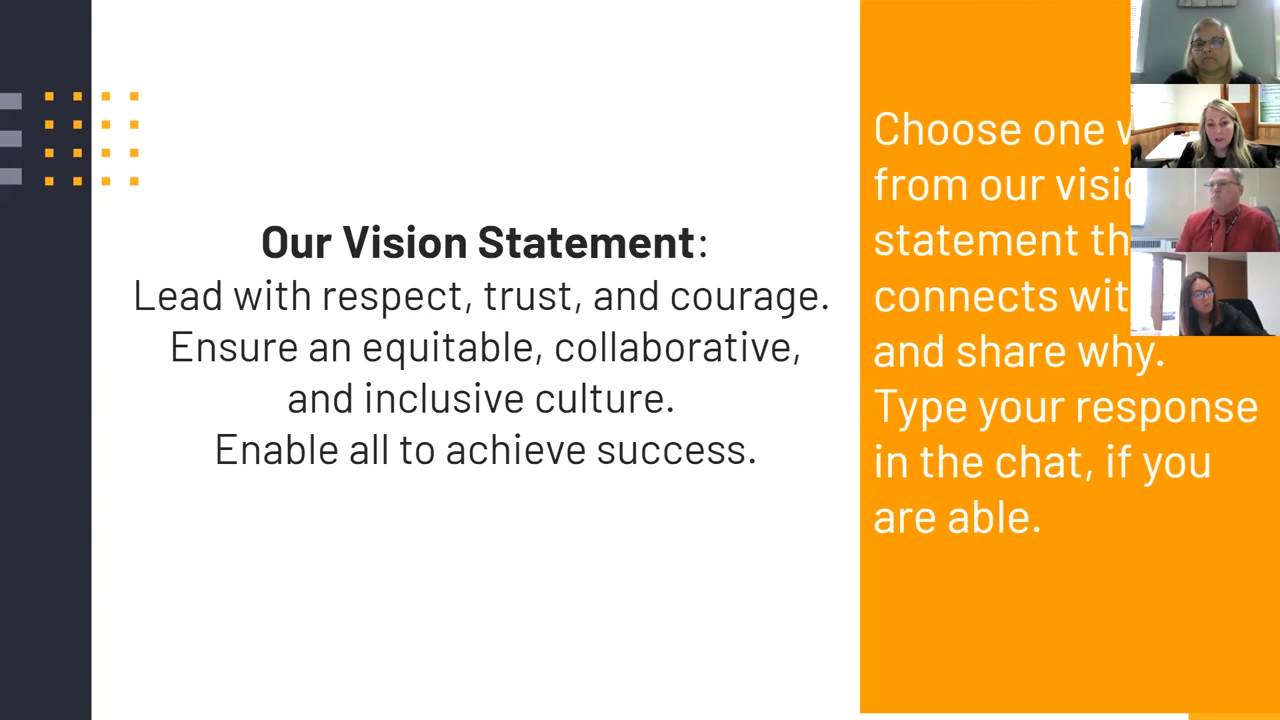 Our Vision Statement:
Lead with respect, trust, and courage.
Ensure an equitable, collaborative,
and inclusive culture.
Enable all to achieve success.
Choose one
from our
statement
connects
and share why.
Type your response
in the chat, if you
are able.